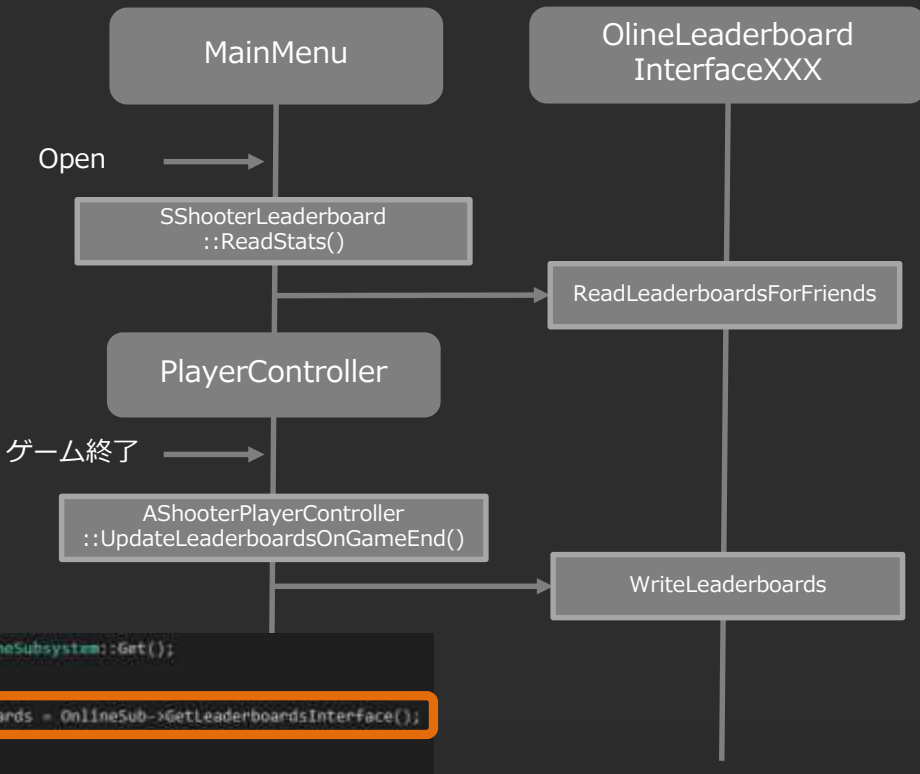 MainMenu
OlineLeaderboard
InterfaceXXX
Open
SShooterLeaderboard
::ReadStats()
ReadLeaderboardsForFriends
PlayerController
ゲーム終了
AShooterPlayerController
::UpdateLeaderboardsOnGameEnd()
WriteLeaderboards
neSubsystem::Get();
ards = OnlineSub->GetLeaderboardsInterface();